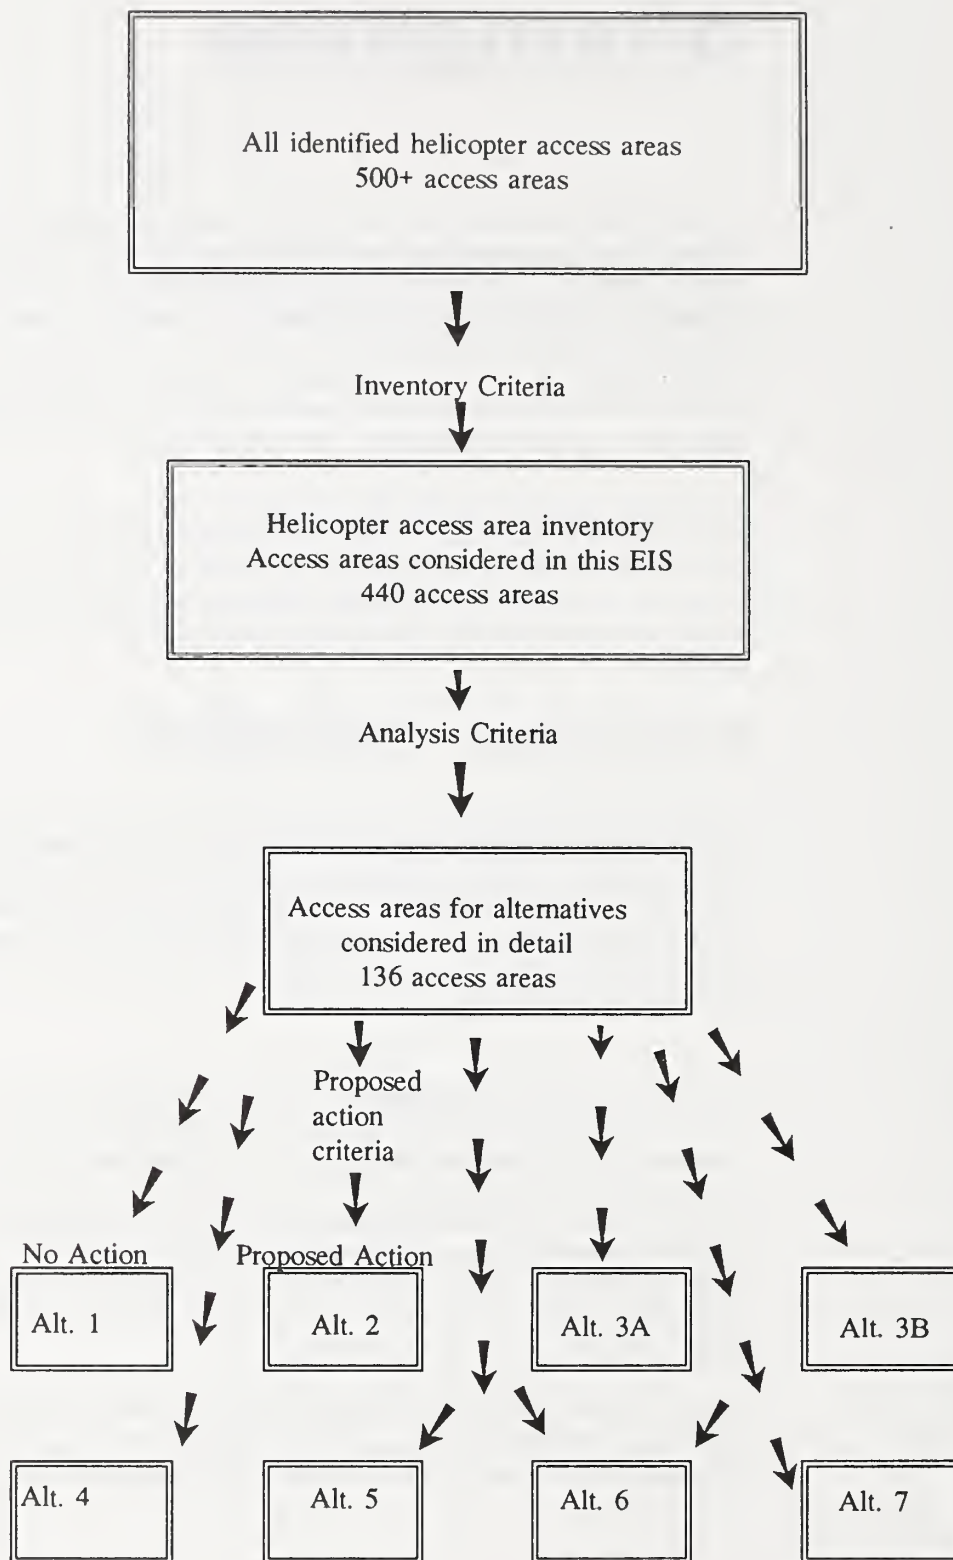 All identified helicopter access areas
500+ access areas
Inventory Criteria
Helicopter access area inventory
Access areas considered in this EIS
440 access areas
Analysis Criteria
Access areas for alternatives
considered in detail
136 access areas
Proposed
action
criteria
No Action
Proposed Action
Alt. 1
Alt. 2
Alt. 3A
Alt. 3B
Alt. 4
Alt. 5
Alt. 6
Alt. 7